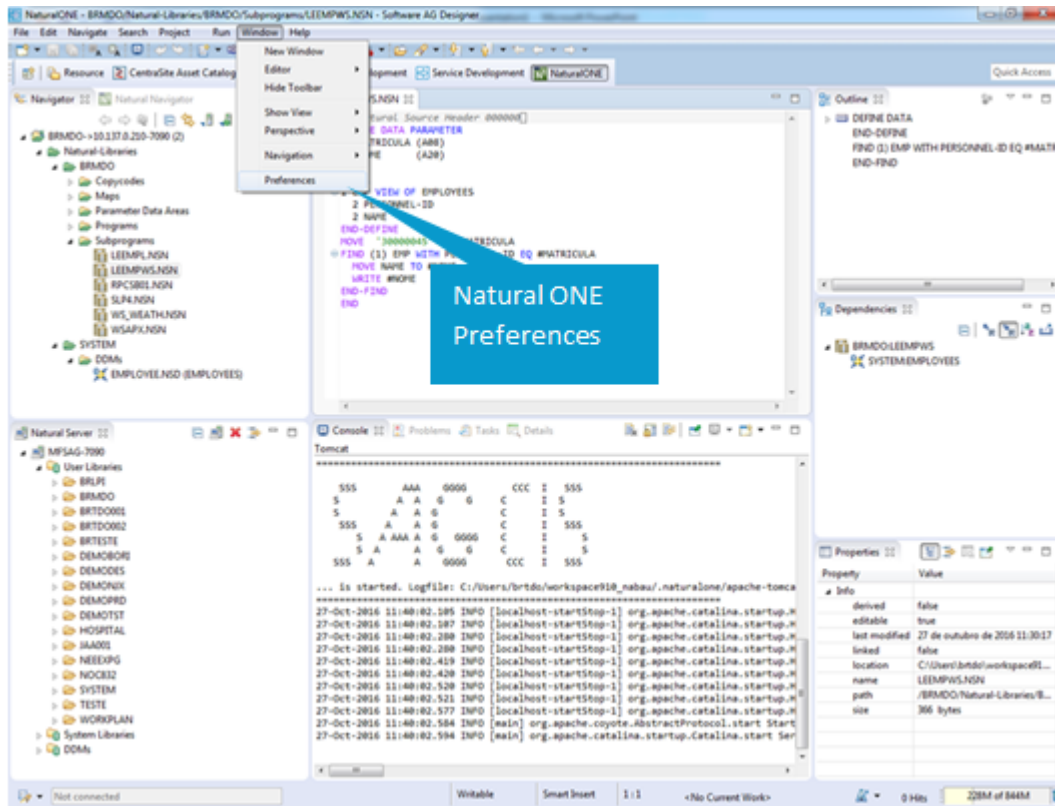 NaturalONE - BRMDO/Natural-Libraries/BRMDO/Subprograms/LEEMPWS.NSN - Software AG Designer
File Edit Navigate Search Project Run Window Help
Resource CentraSite Asset Catalog
lopment Service Development NaturalONE
Quick Access
New Window
Editor
Hide Toolbar
Show View
Perspective
Navigation
Preferences
Navigator Natural Navigator
BRMDO->10.137.0.210-7090 (2)
Natural-Libraries
BRMDO
Copycodes
Maps
Parameter Data Areas
Programs
Subprograms
LEEMPL.NSN
LEEMPWS.NSN
RPCSB01.NSN
SLP4.NSN
WS_WEATH.NSN
WSAPX.NSN
SYSTEM
DDMs
EMPLOYEE.NSD (EMPLOYEES)
S.NSN
tural Source Header 000000
E DATA PARAMETER
TRICULA (A08)
ME (A20)
VIEW OF EMPLOYEES
2 PERSONNEL-ID
2 NAME
END-DEFINE
MOVE '30000045' TRICULA
FIND (1) EMP WITH P -ID EQ #MATRICULA
MOVE NAME TO
WRITE #NOME
END-FIND
END
Natural ONE
Preferences
Outline
DEFINE DATA
END-DEFINE
FIND (1) EMP WITH PERSONNEL-ID EQ #MATR
END-FIND
Dependencies
BRMDO:LEEMPWS
SYSTEM:EMPLOYEES
Natural Server
MFSAG-7090
User Libraries
BRLPI
BRMDO
BRTDO001
BRTDO002
BRTESTE
DEMOBORI
DEMODES
DEMONIX
DEMOPRD
DEMOTST
HOSPITAL
JAA001
NEEEXPG
NOC832
SYSTEM
TESTE
WORKPLAN
System Libraries
DDMs
Console Problems Tasks Details
Tomcat
================================================================
SSS AAA GGGG CCC I SSS
S A A G G C I S
S A A G C I S
SSS A A G C I SSS
S A AAA A G GGGG C I S
S A A G G C I S
SSS A A GGGG CCC I SSS
... is started. Logfile: C:/Users/brtdo/workspace910_nabau/.naturalone/apache-tomca
================================================================
27-Oct-2016 11:40:02.105 INFO [localhost-startStop-1] org.apache.catalina.startup.H
27-Oct-2016 11:40:02.107 INFO [localhost-startStop-1] org.apache.catalina.startup.H
27-Oct-2016 11:40:02.280 INFO [localhost-startStop-1] org.apache.catalina.startup.H
27-Oct-2016 11:40:02.280 INFO [localhost-startStop-1] org.apache.catalina.startup.H
27-Oct-2016 11:40:02.419 INFO [localhost-startStop-1] org.apache.catalina.startup.H
27-Oct-2016 11:40:02.420 INFO [localhost-startStop-1] org.apache.catalina.startup.H
27-Oct-2016 11:40:02.520 INFO [localhost-startStop-1] org.apache.catalina.startup.H
27-Oct-2016 11:40:02.521 INFO [localhost-startStop-1] org.apache.catalina.startup.H
27-Oct-2016 11:40:02.577 INFO [localhost-startStop-1] org.apache.catalina.startup.H
27-Oct-2016 11:40:02.584 INFO [main] org.apache.coyote.AbstractProtocol.start Start
27-Oct-2016 11:40:02.594 INFO [main] org.apache.catalina.startup.Catalina.start Ser
Properties
Property Value
Info
derived false
editable true
last modified 27 de outubro de 2016 11:30:17
linked false
location C:\Users\brtdo\workspace91...
name LEEMPWS.NSN
path /BRMDO/Natural-Libraries/B...
size 366 bytes
Not connected
Writable Smart Insert 1 : 1 <No Current Work> 0 Hits 228M of 844M